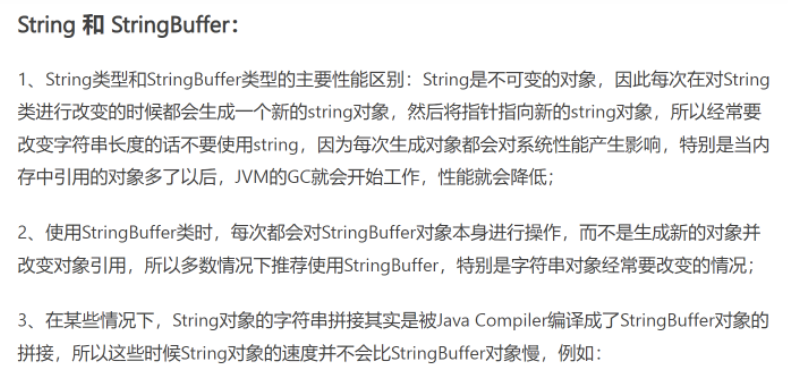 String 和 StringBuffer：
1、String类型和StringBuffer类型的主要性能区别：String是不可变的对象，因此每次在对String
类进行改变的时候都会生成一个新的string对象，然后将指针指向新的string对象，所以经常要
改变字符串长度的话不要使用string，因为每次生成对象都会对系统性能产生影响，特别是当内
存中引用的对象多了以后，JVM的GC就会开始工作，性能就会降低；
2、使用StringBuffer类时，每次都会对StringBuffer对象本身进行操作，而不是生成新的对象并
改变对象引用，所以多数情况下推荐使用StringBuffer，特别是字符串对象经常要改变的情况；
3、在某些情况下，String对象的字符串拼接其实是被Java Compiler编译成了StringBuffer对象的
拼接，所以这些时候String对象的速度并不会比StringBuffer对象慢，例如：